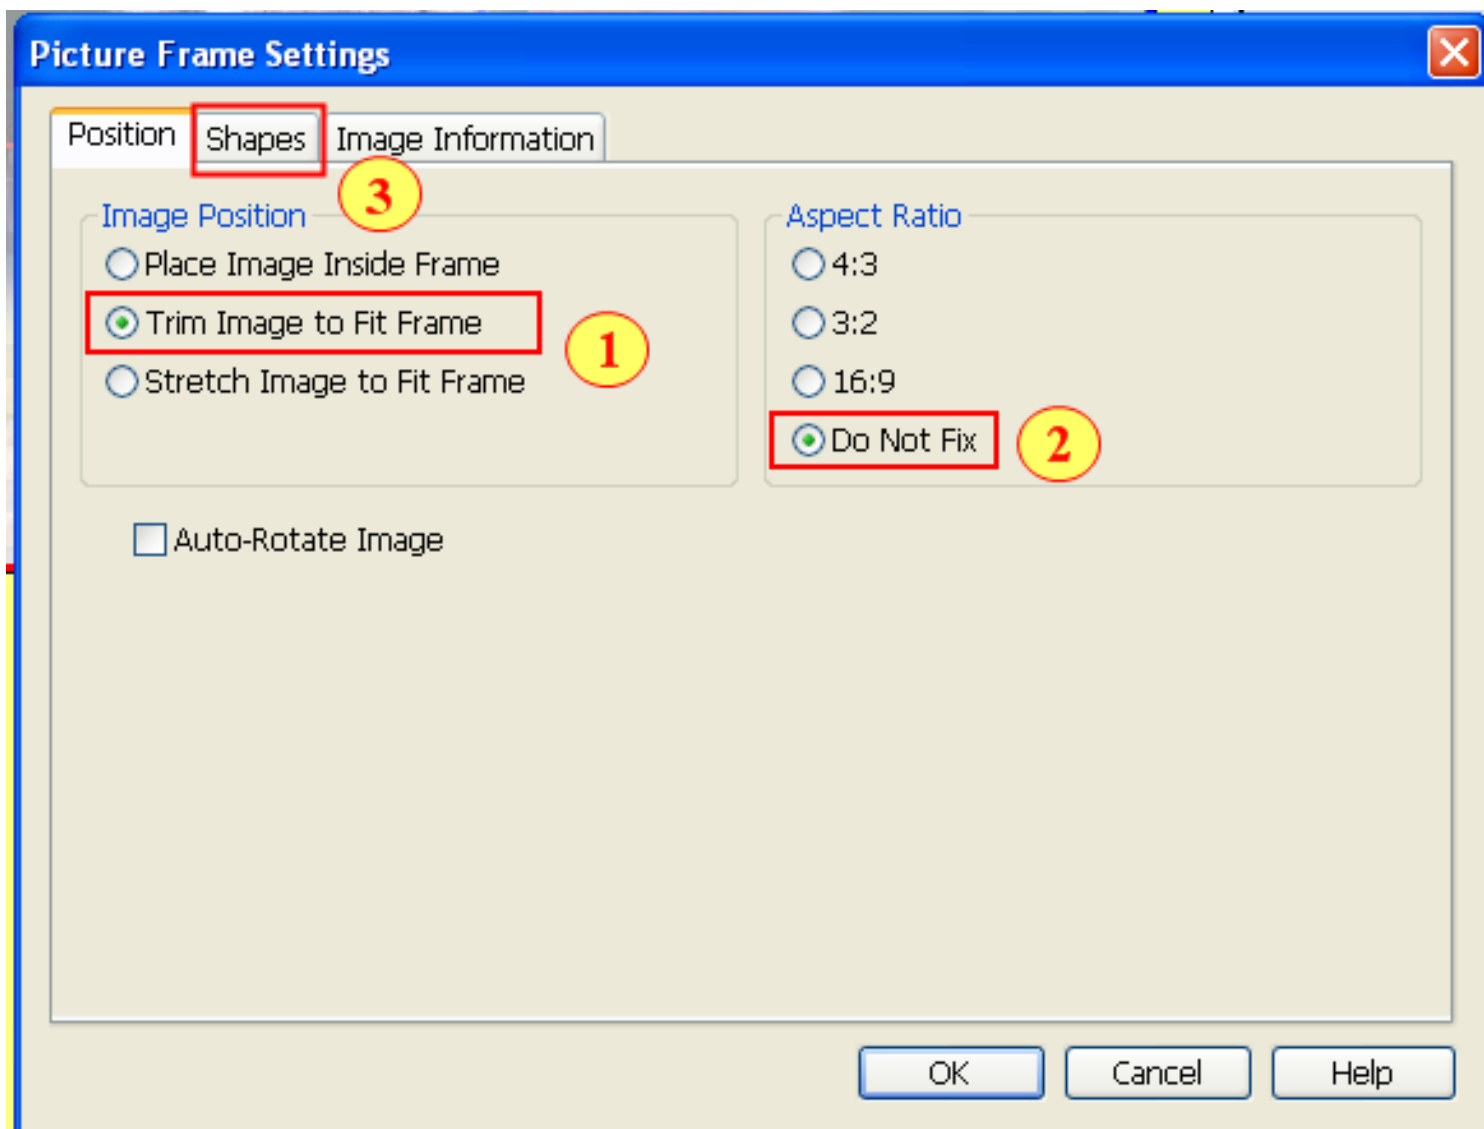 Picture Frame Settings
Position Shapes Image Information
3
Image Position
Place Image Inside Frame
Trim Image to Fit Frame
1
Stretch Image to Fit Frame
Aspect Ratio
4:3
3:2
16:9
Do Not Fix
2
Auto-Rotate Image
OK Cancel Help